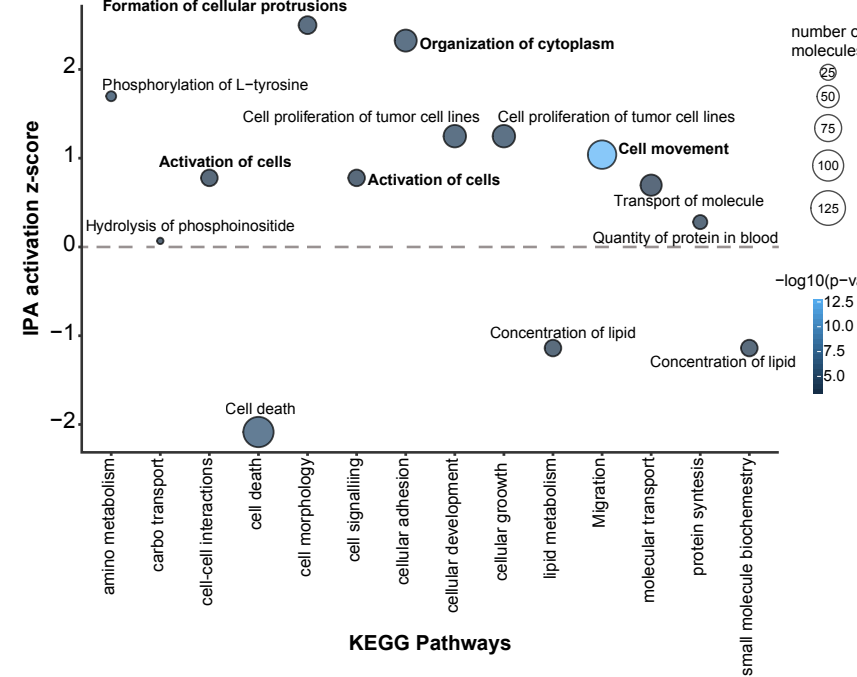 Formation of cellular protrusions
Organization of cytoplasm
Phosphorylation of L−tyrosine
Cell proliferation of tumor cell lines
Cell proliferation of tumor cell lines
Activation of cells
Activation of cells
Cell movement
Transport of molecule
Hydrolysis of phosphoinositide
Quantity of protein in blood
Concentration of lipid
Concentration of lipid
Cell death
IPA activation z-score
2
1
0
−1
−2
amino metabolism
carbo transport
cell-cell interactions
cell death
cell morphology
cell signalliing
cellular adhesion
cellular development
cellular groowth
lipid metabolism
Migration
molecular transport
protein syntesis
small molecule biochemestry
KEGG Pathways
number o
molecules
25
50
75
100
125
−log10(p−va
12.5
10.0
7.5
5.0